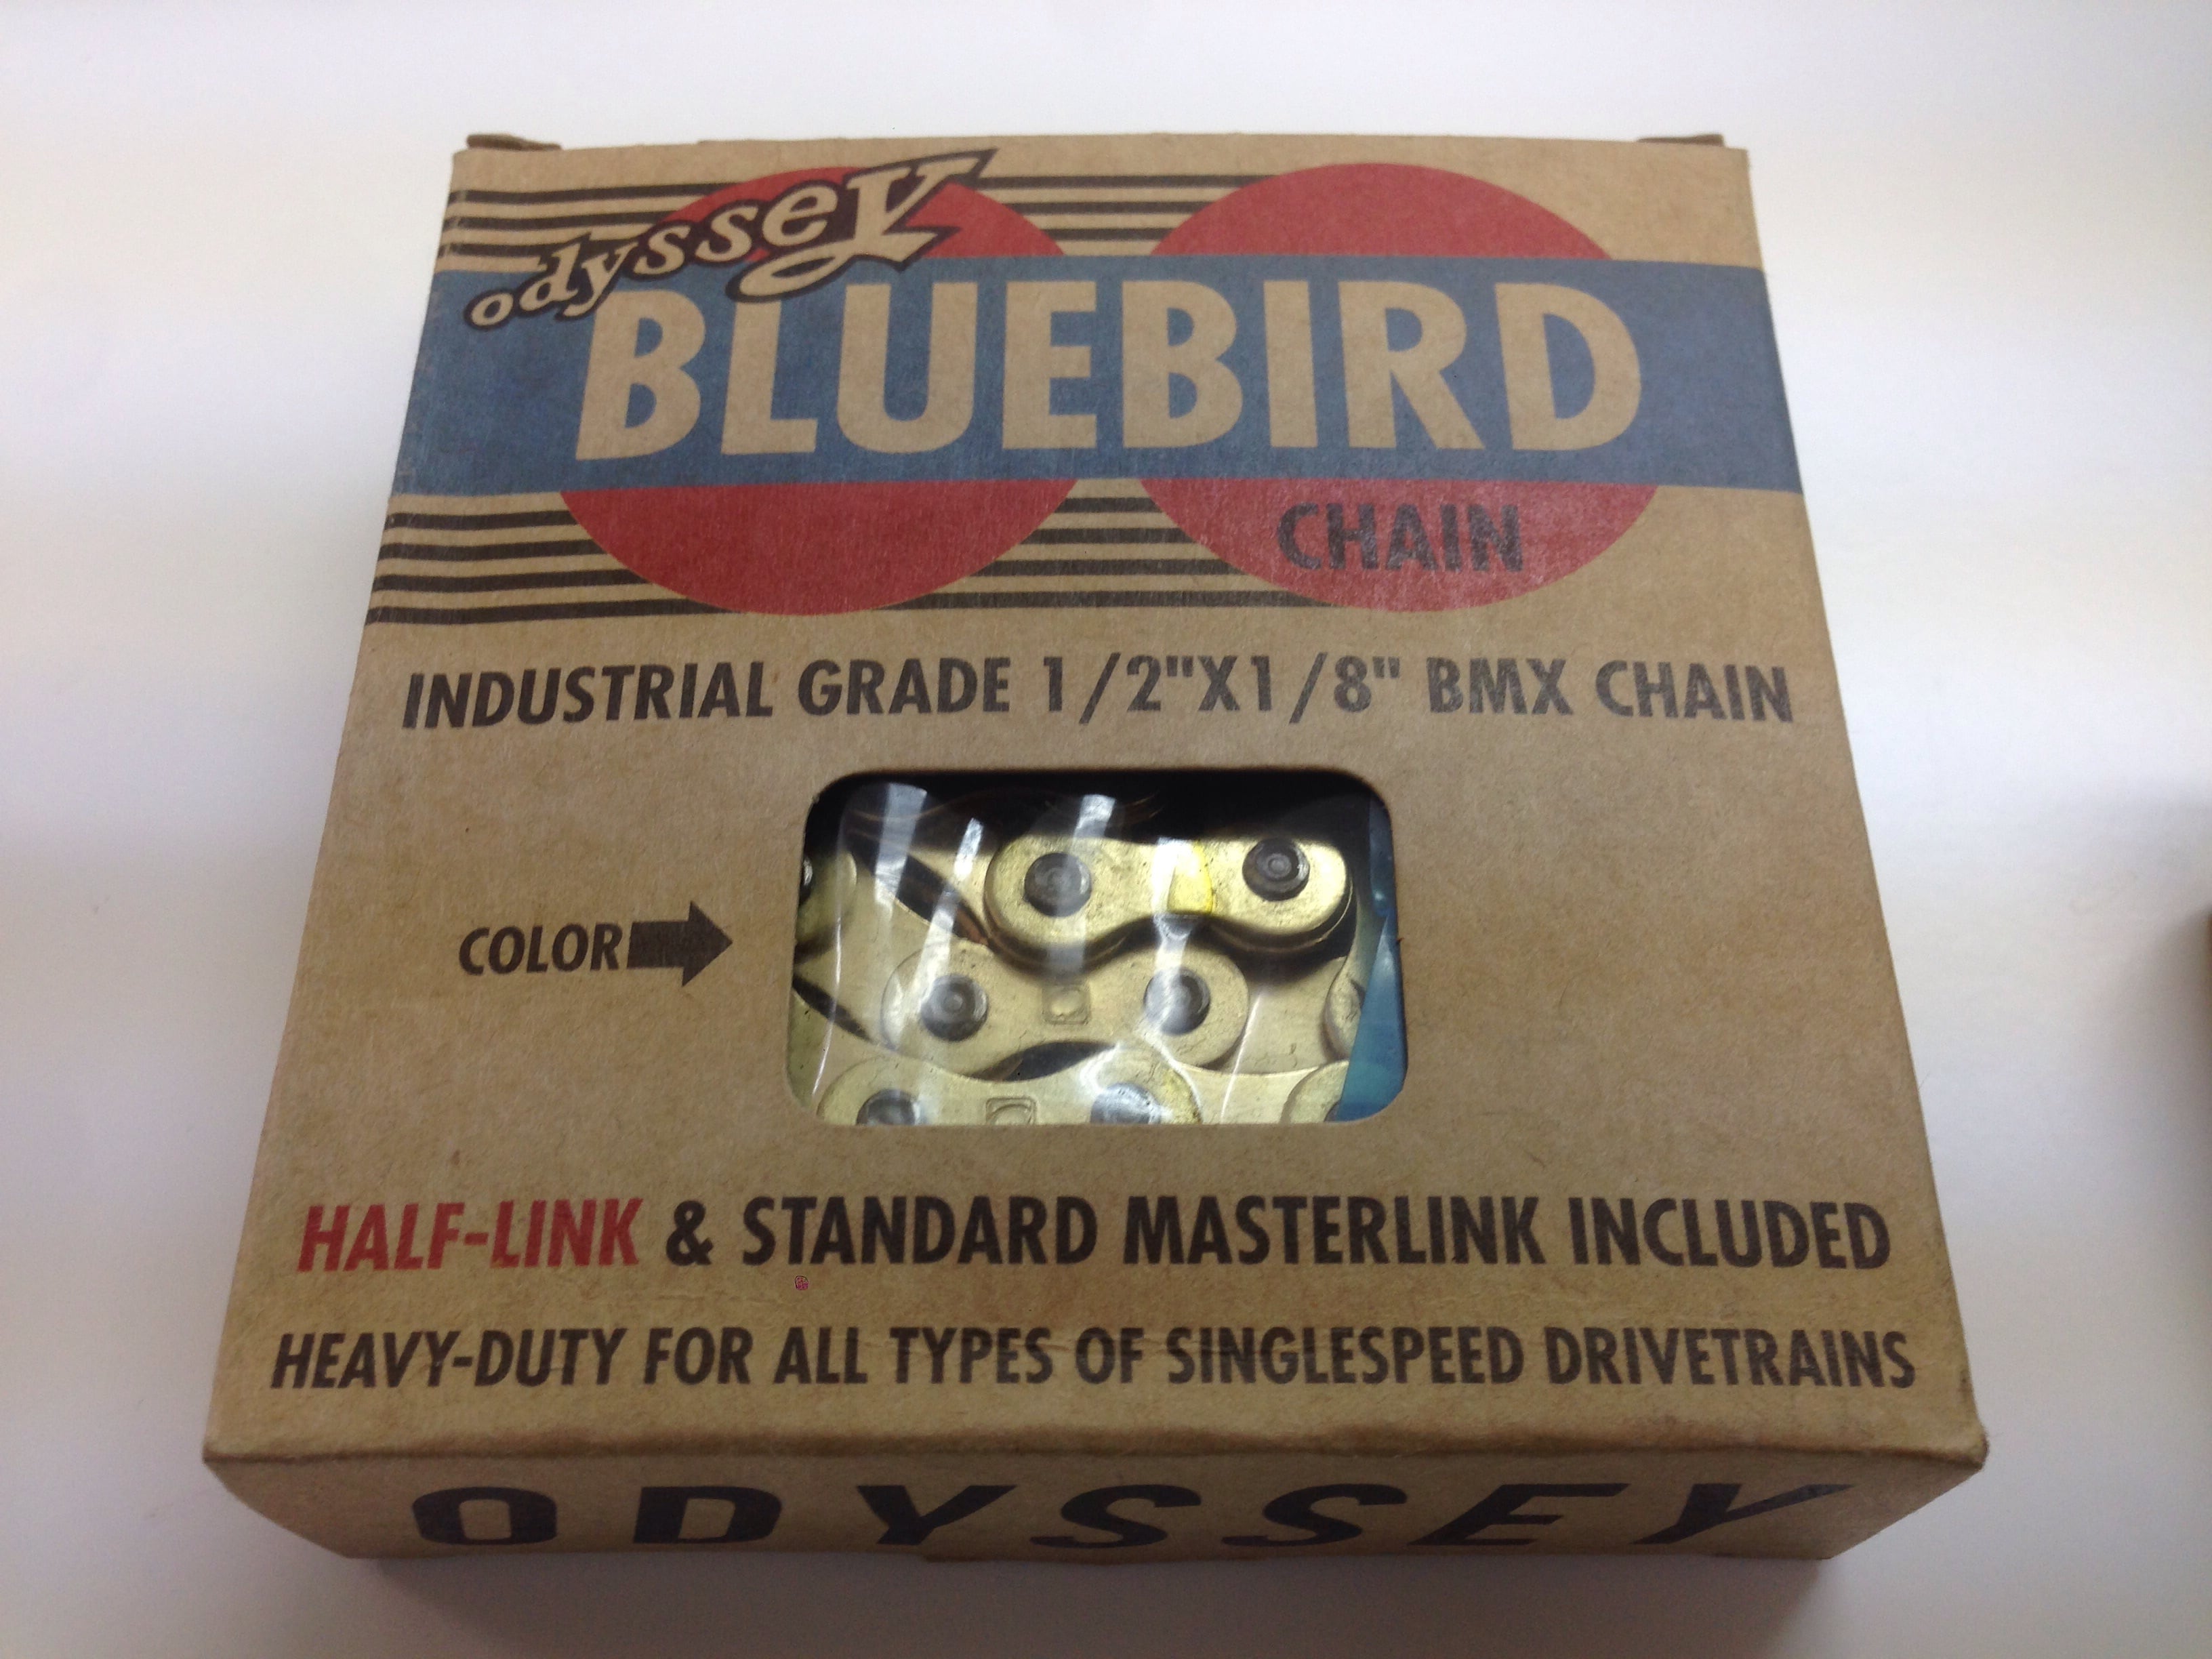 odyssey
BLUEBIRD
CHAIN
INDUSTRIAL GRADE 1/2"X1/8" BMX CHAIN
COLOR
HALF-LINK & STANDARD MASTERLINK INCLUDED
HEAVY-DUTY FOR ALL TYPES OF SINGLESPEED DRIVETRAINS
ODYSSEY